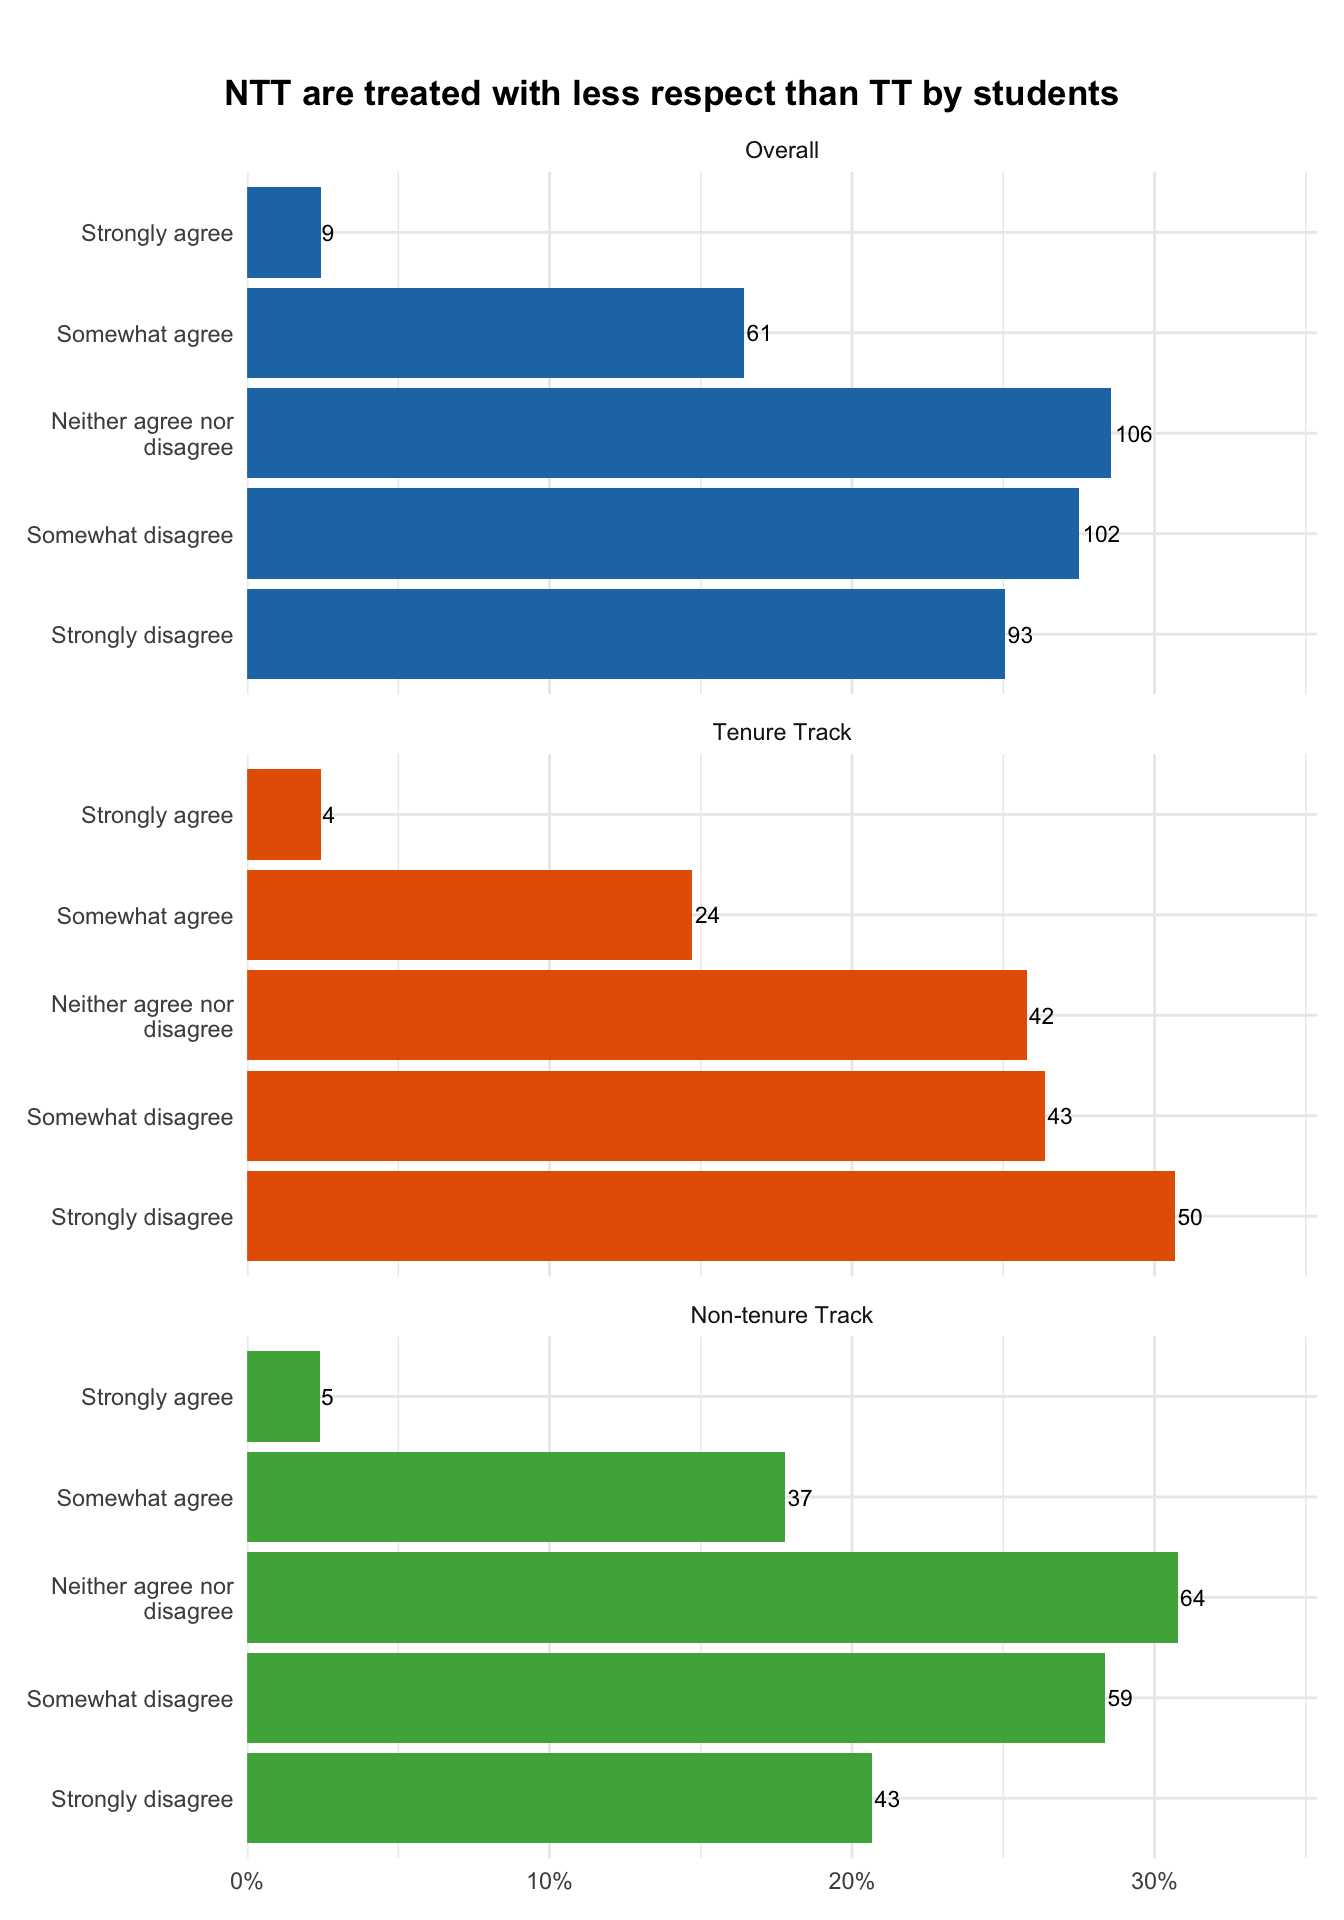 NTT are treated with less respect than TT by students
Overall
Strongly agree
9
Somewhat agree
61
Neither agree nor
disagree
106
Somewhat disagree
102
Strongly disagree
93
Tenure Track
Strongly agree
4
Somewhat agree
24
Neither agree nor
disagree
42
Somewhat disagree
43
Strongly disagree
50
Non-tenure Track
Strongly agree
5
Somewhat agree
37
Neither agree nor
disagree
64
Somewhat disagree
59
Strongly disagree
43
0% 10% 20% 30%